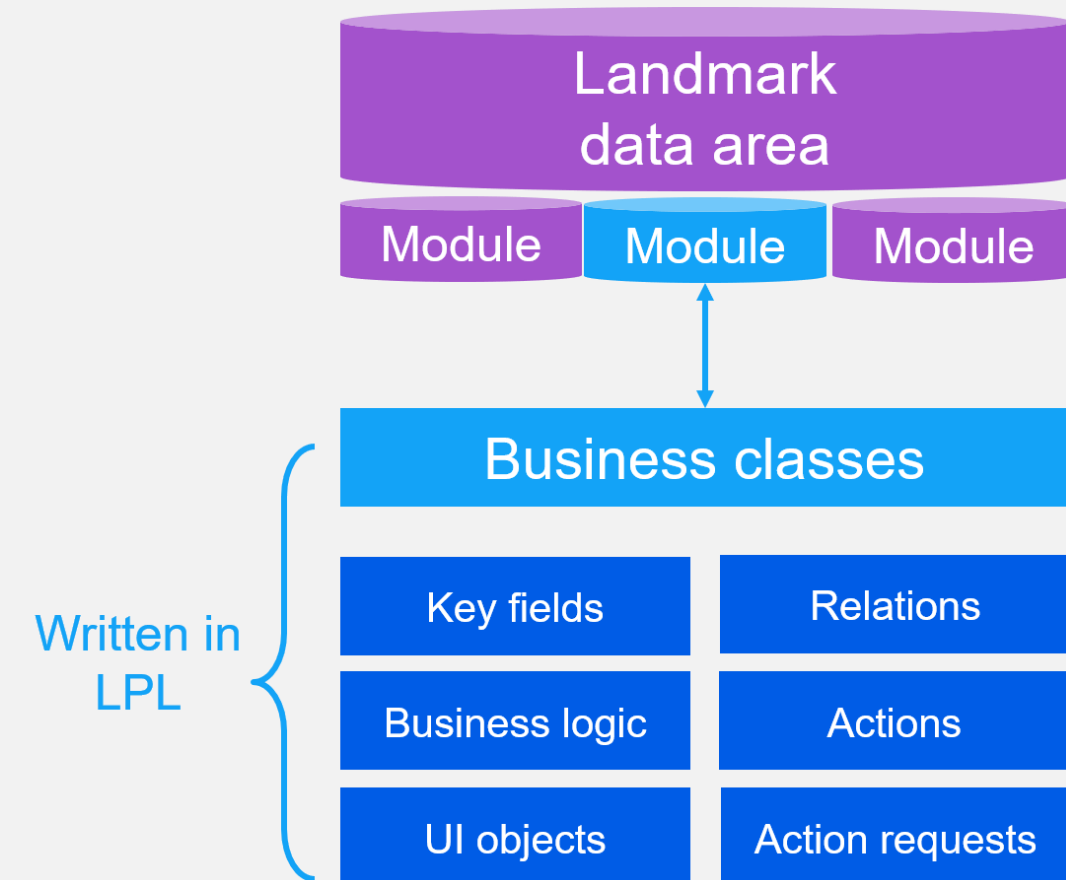 Landmark
data area
Module
Module
Module
Business classes
Written in
LPL
Key fields
Relations
Business logic
Actions
UI objects
Action requests